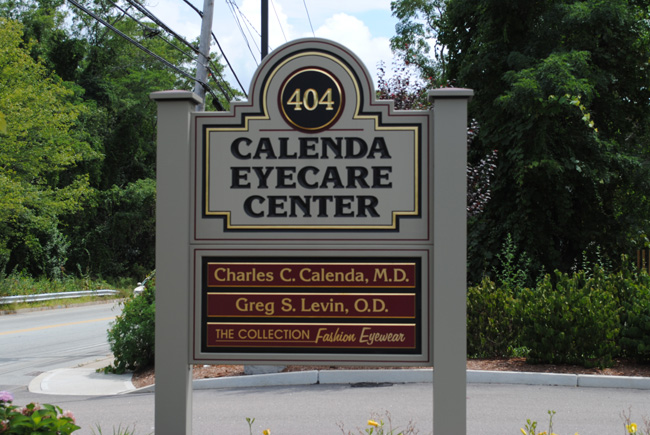 404
CALENDA
EYECARE
CENTER
Charles C. Calenda, M.D.
Greg S. Levin, O.D.
THE COLLECTION Fashion Eyewear